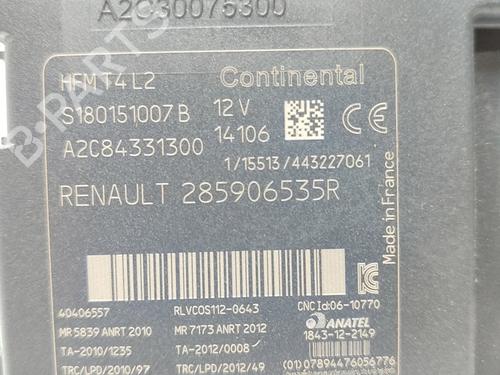 A2C30075300
HFM T4 L2 Continental
S180151007 B 12 V
A2C84331300 14106
1/15513/443227061
RENAULT 285906535R
Made in France
40406557 RLVCOS112-0643 CNC Id:06-10770
MR 5839 ANRT 2010 MR 7173 ANRT 2012 ANATEL
TA-2010/1235 TA-2012/0008 1843-12-2149
TRC/LPD/2010/97 TRC/LPD/2012/49 (01)07894476056776
B-PARTS